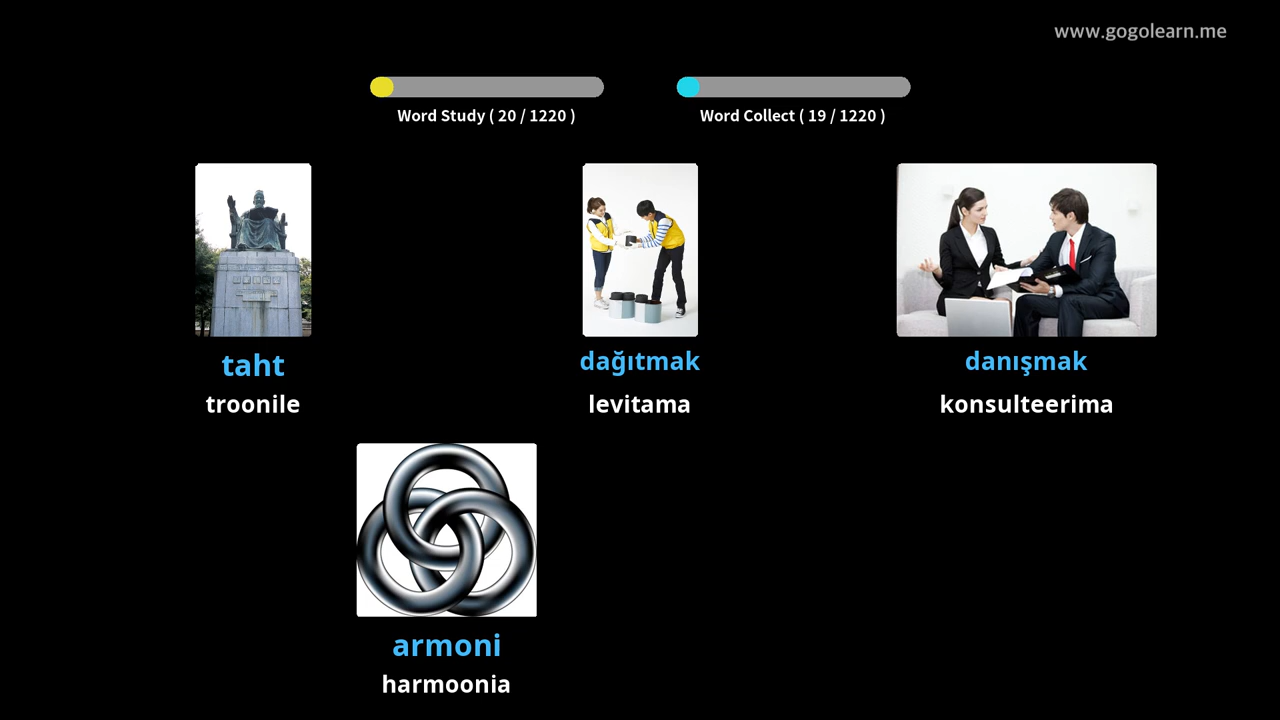 www.gogolearn.me
Word Study ( 20 / 1220 )
Word Collect ( 19 / 1220 )
taht
troonile
dağıtmak
levitama
danışmak
konsulteerima
armoni
harmoonia